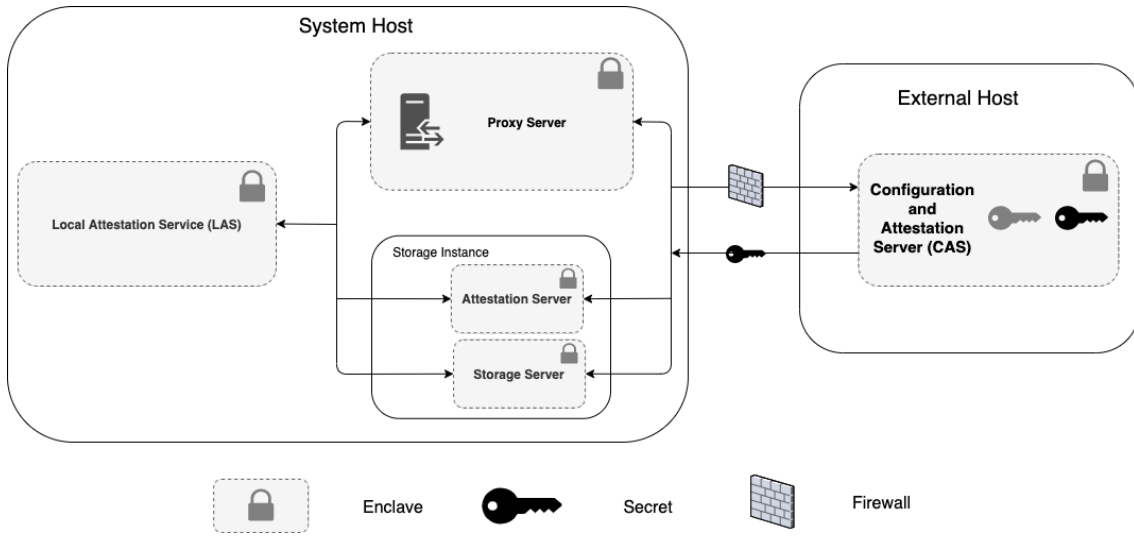 System Host
Proxy Server
Local Attestation Service (LAS)
Storage Instance
Attestation Server
Storage Server
External Host
Configuration
and
Attestation
Server (CAS)
Enclave
Secret
Firewall